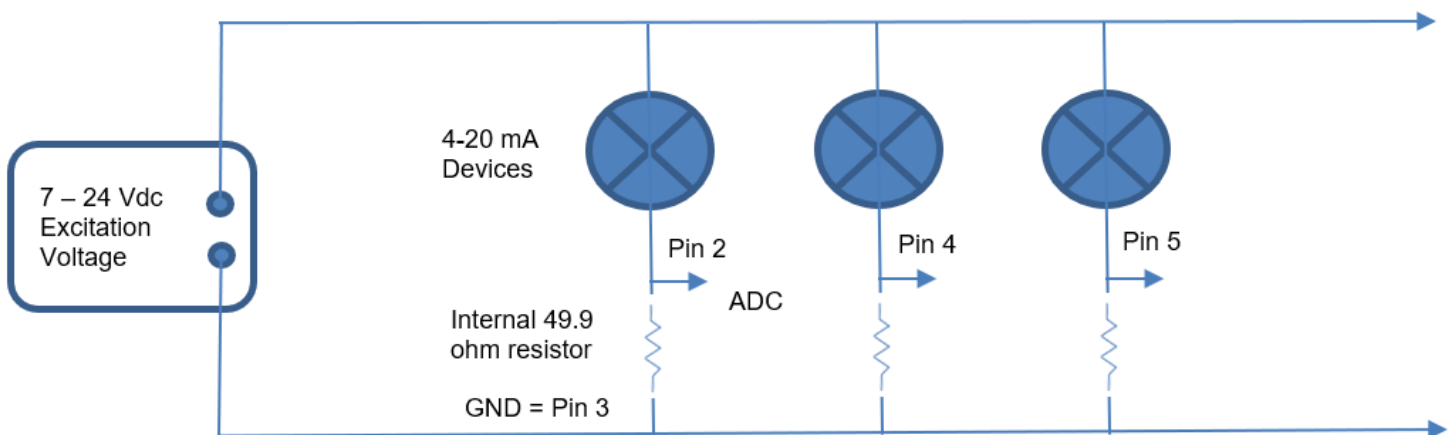 4-20 mA
Devices
7 – 24 Vdc
Excitation
Voltage
Pin 2
Pin 4
Pin 5
ADC
Internal 49.9
ohm resistor
GND = Pin 3